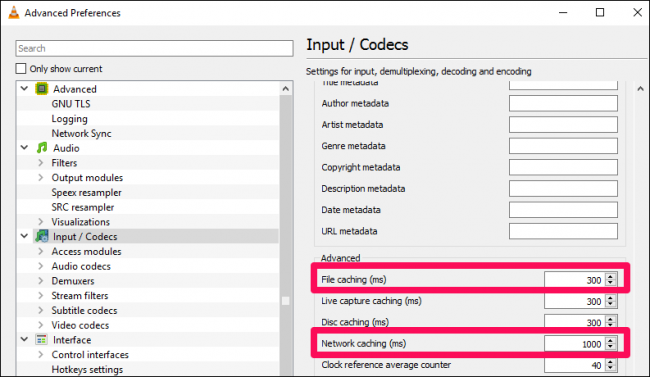 Advanced Preferences
Search
Only show current
Advanced
GNU TLS
Logging
Network Sync
Audio
Filters
Output modules
Speex resampler
SRC resampler
Visualizations
Input / Codecs
Access modules
Audio codecs
Demuxers
Stream filters
Subtitle codecs
Video codecs
Interface
Control interfaces
Hotkeys settings
Input / Codecs
Settings for input, demultiplexing, decoding and encoding
Title metadata
Author metadata
Artist metadata
Genre metadata
Copyright metadata
Description metadata
Date metadata
URL metadata
Advanced
File caching (ms) 300
Live capture caching (ms) 300
Disc caching (ms) 300
Network caching (ms) 1000
Clock reference average counter 40